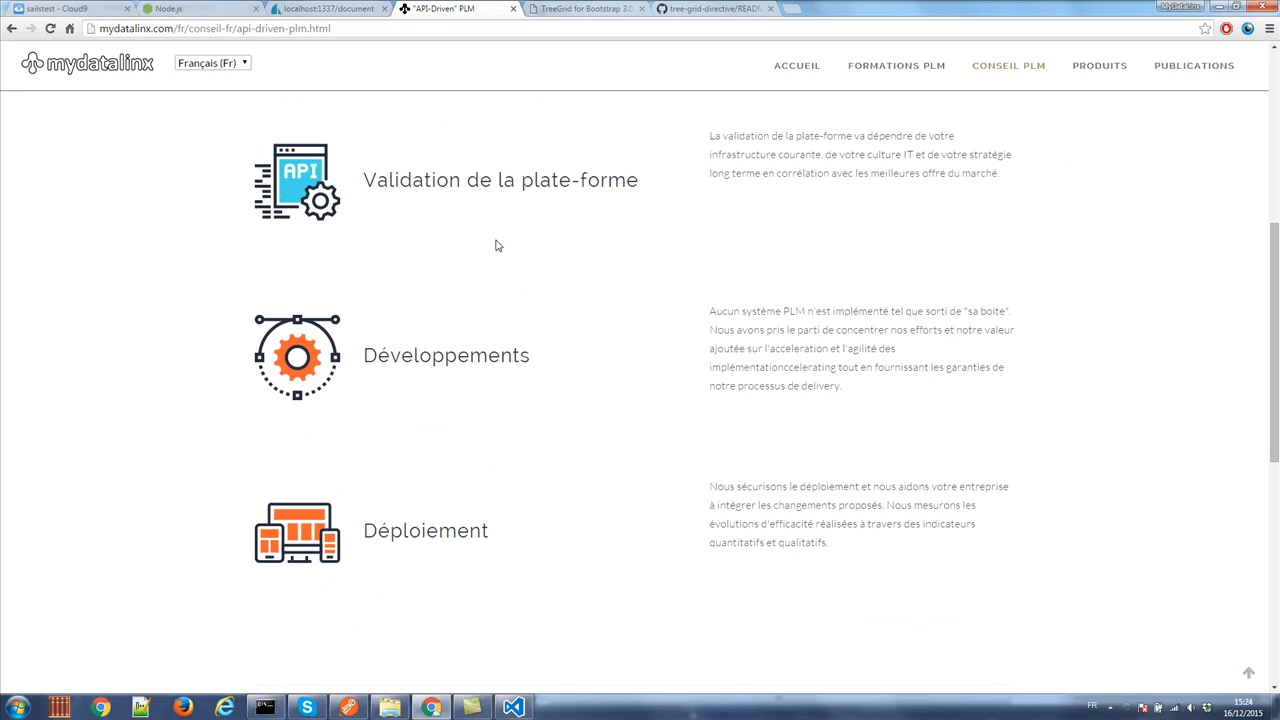 sailstest - Cloud9
Node.js
localhost:1337/document
"API-Driven" PLM
TreeGrid for Bootstrap 3.0.
tree-grid-directive/READM
MyDataLinx
mydatalinx.com/fr/conseil-fr/api-driven-plm.html
mydatalinx
Français (Fr)
ACCUEIL
FORMATIONS PLM
CONSEIL PLM
PRODUITS
PUBLICATIONS
API
Validation de la plate-forme
La validation de la plate-forme va dépendre de votre
infrastructure courante, de votre culture IT et de votre stratégie
long terme en corrélation avec les meilleures offre du marché.
Développements
Aucun système PLM n'est implémenté tel que sorti de "sa boite".
Nous avons pris le parti de concentrer nos efforts et notre valeur
ajoutée sur l'acceleration et l'agilité des
implémentationccelerating tout en fournissant les garanties de
notre processus de delivery.
Déploiement
Nous sécurisons le déploiement et nous aidons votre entreprise
à intégrer les changements proposés. Nous mesurons les
évolutions d'efficacité réalisées à travers des indicateurs
quantitatifs et qualitatifs.
FR
15:24
16/12/2015